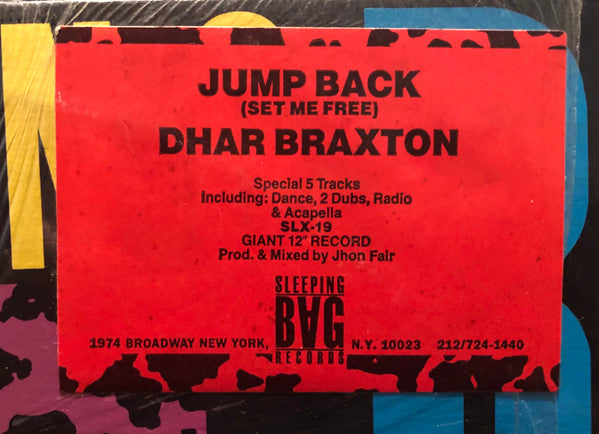 JUMP BACK
(SET ME FREE)
DHAR BRAXTON
Special 5 Tracks
Including: Dance, 2 Dubs, Radio
& Acapella
SLX-19
GIANT 12" RECORD
Prod. & Mixed by Jhon Fair
SLEEPING
BAG
RECORDS
1974 BROADWAY NEW YORK, N.Y. 10023 212/724-1440